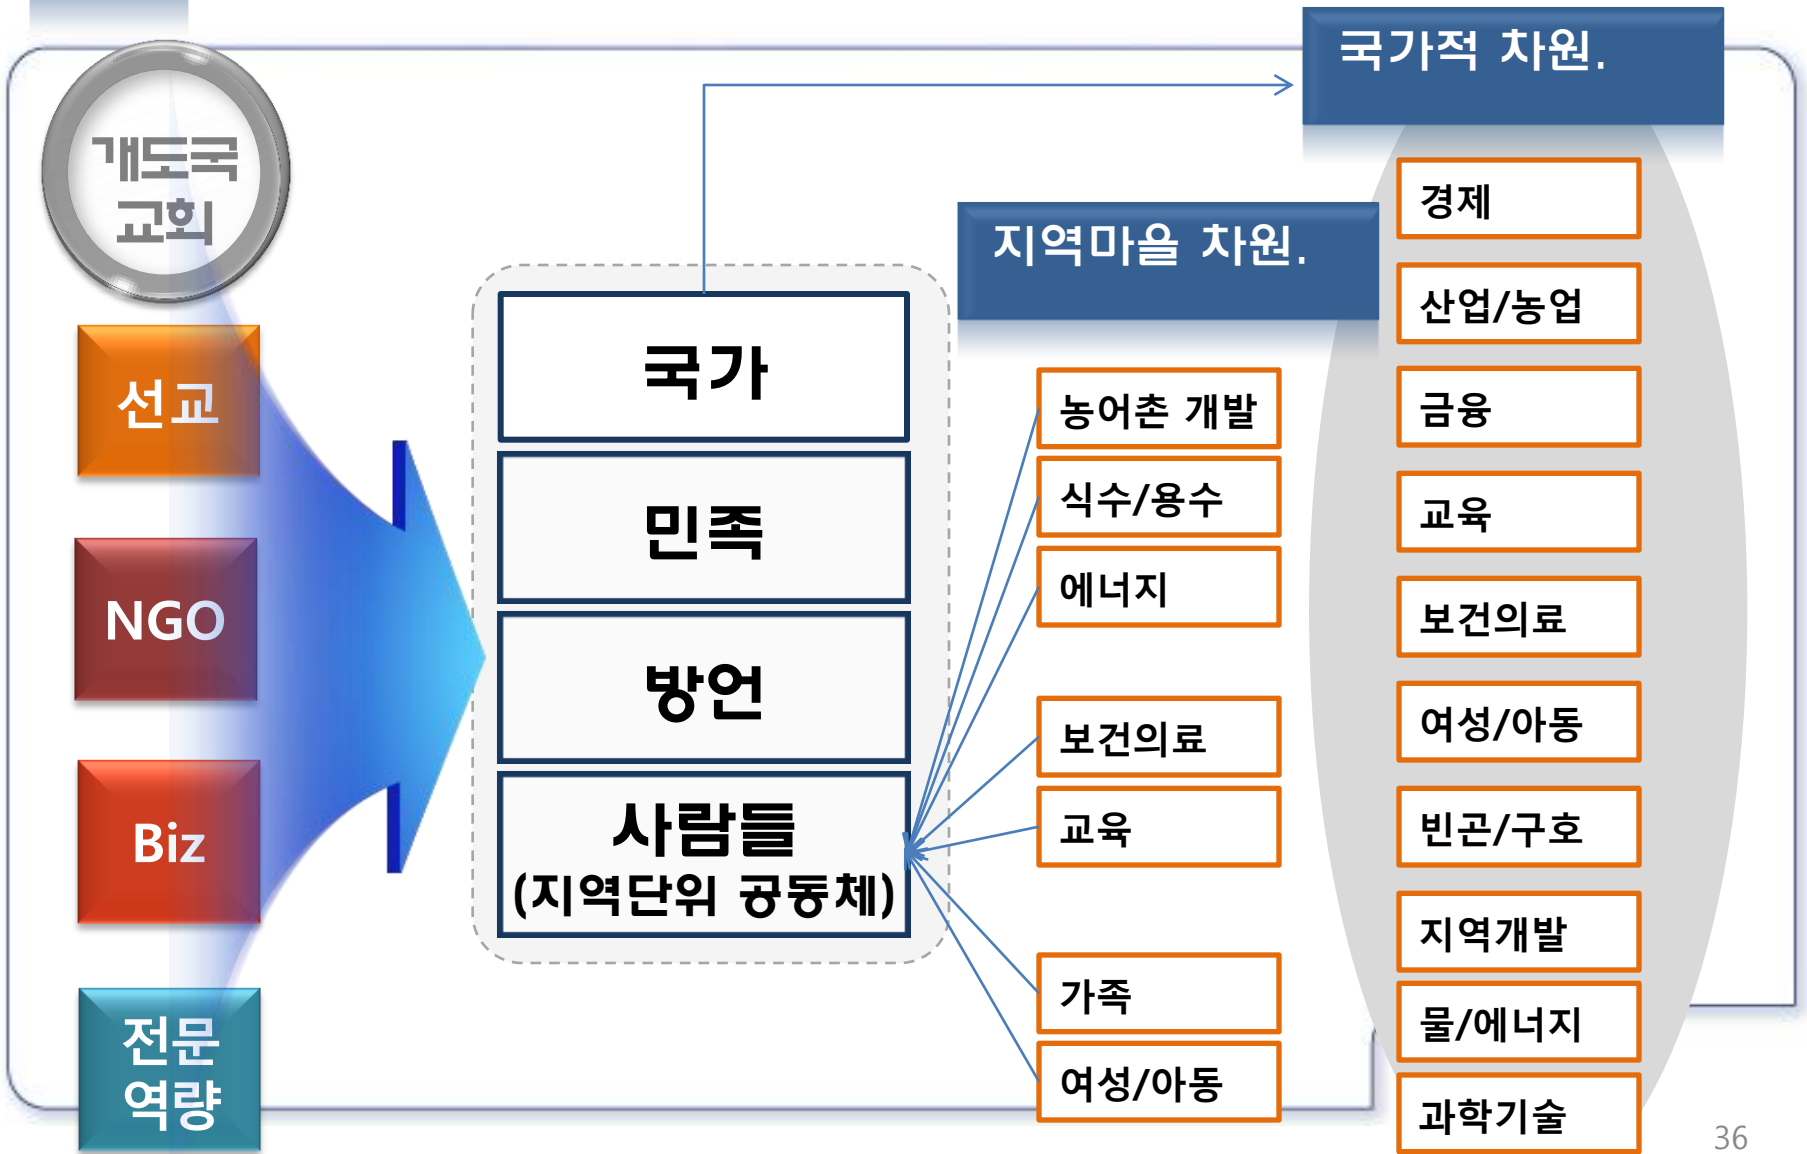 개도국
교회
선교
NGO
Biz
전문
역량
국가
민족
방언
사람들
(지역단위 공동체)
지역마을 차원.
농어촌 개발
식수/용수
에너지
보건의료
교육
가족
여성/아동
국가적 차원.
경제
산업/농업
금융
교육
보건의료
여성/아동
빈곤/구호
지역개발
물/에너지
과학기술
36